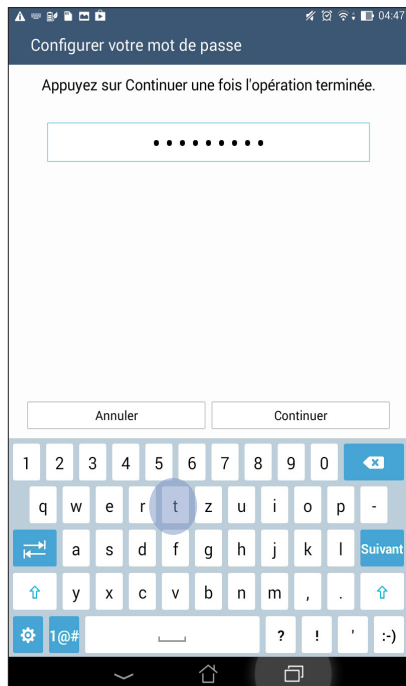 04:47
Configurer votre mot de passe
Appuyez sur Continuer une fois l'opération terminée.
•••••••••
Annuler Continuer
1 2 3 4 5 6 7 8 9 0
q w e r t z u i o p -
a s d f g h j k l Suivant
y x c v b n m , .
1@# ? ! ' :-)